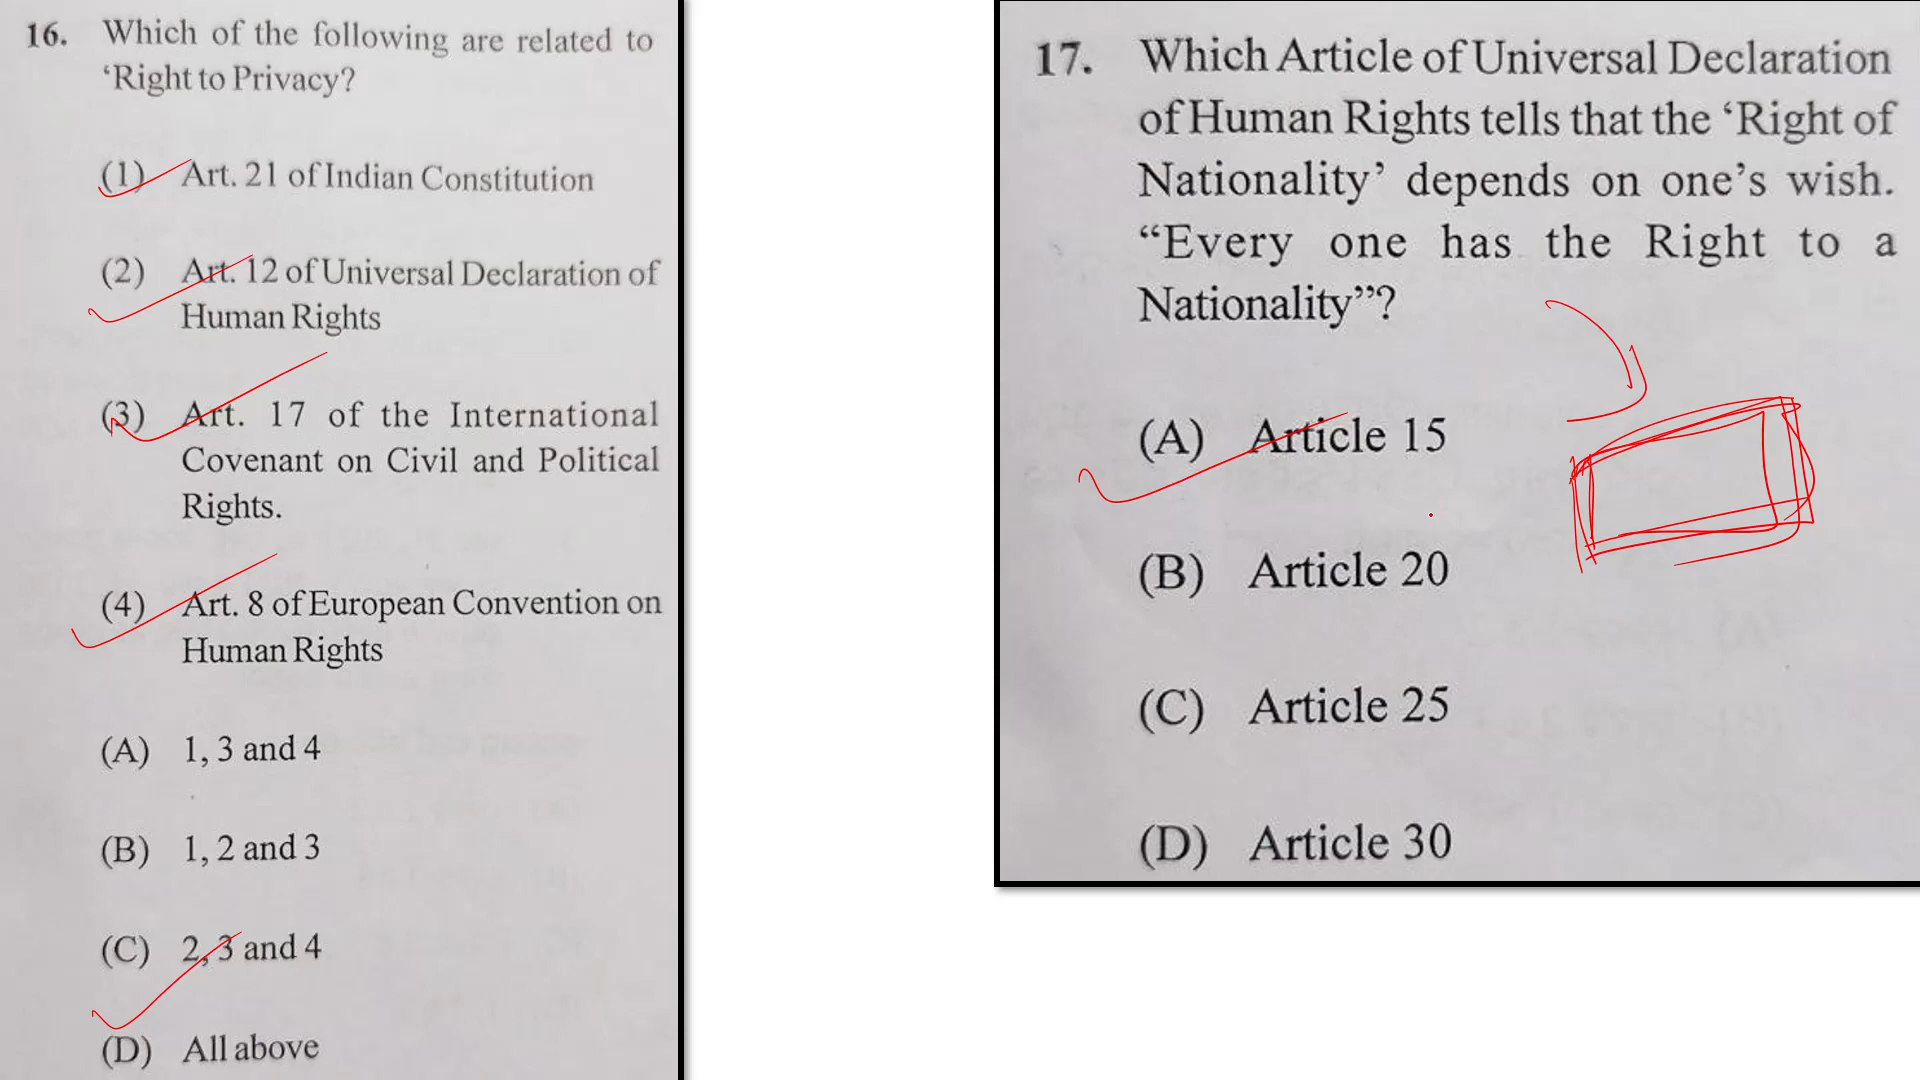 16. Which of the following are related to
‘Right to Privacy?
(1) Art. 21 of Indian Constitution
(2) Art. 12 of Universal Declaration of
Human Rights
(3) Art. 17 of the International
Covenant on Civil and Political
Rights.
(4) Art. 8 of European Convention on
Human Rights
(A) 1, 3 and 4
(B) 1, 2 and 3
(C) 2, 3 and 4
(D) All above
17. Which Article of Universal Declaration
of Human Rights tells that the ‘Right of
Nationality’ depends on one’s wish.
“Every one has the Right to a
Nationality”?
(A) Article 15
(B) Article 20
(C) Article 25
(D) Article 30